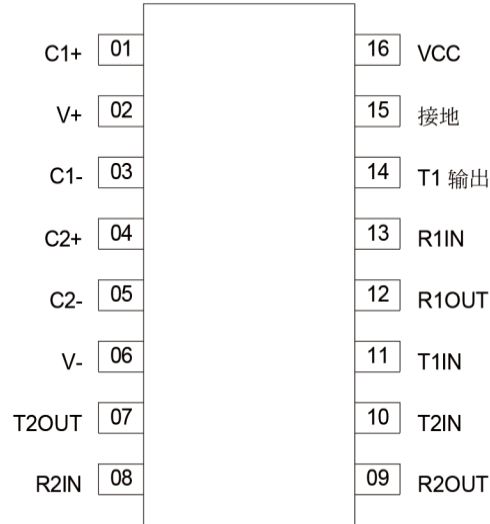 C1+ 01 16 VCC
V+ 02 15 接地
C1- 03 14 T1 输出
C2+ 04 13 R1IN
C2- 05 12 R1OUT
V- 06 11 T1IN
T2OUT 07 10 T2IN
R2IN 08 09 R2OUT